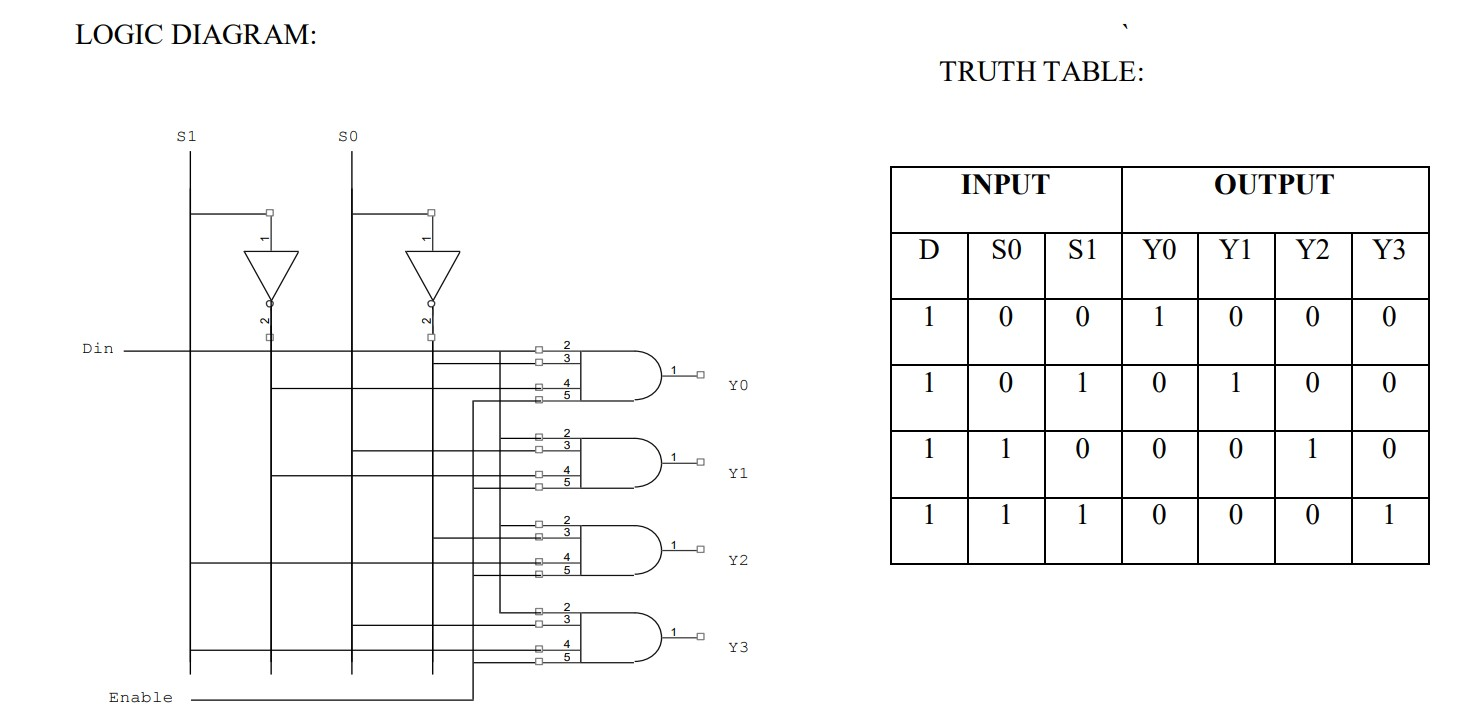 LOGIC DIAGRAM:
`
TRUTH TABLE:
S1 S0
1 1
2 2
Din
2
3
4
5
1
Y0
2
3
4
5
1
Y1
2
3
4
5
1
Y2
2
3
4
5
1
Y3
Enable
INPUT OUTPUT
D S0 S1 Y0 Y1 Y2 Y3
1 0 0 1 0 0 0
1 0 1 0 1 0 0
1 1 0 0 0 1 0
1 1 1 0 0 0 1